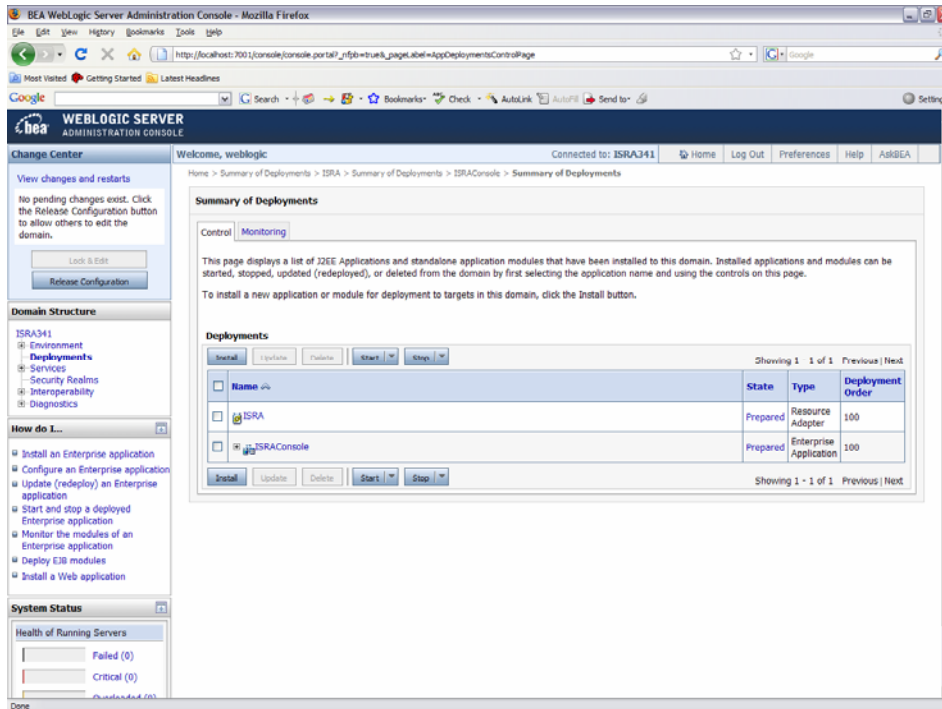 BEA WebLogic Server Administration Console - Mozilla Firefox
File Edit View History Bookmarks Tools Help
http://localhost:7001/console/console.portal?_nfpb=true&_pageLabel=AppDeploymentsControlPage
Google
Most Visited Getting Started Latest Headlines
Google Search Bookmarks Check AutoLink AutoFill Send to Setting
bea WEBLOGIC SERVER
ADMINISTRATION CONSOLE
Change Center
View changes and restarts
No pending changes exist. Click
the Release Configuration button
to allow others to edit the
domain.
Lock & Edit
Release Configuration
Domain Structure
ISRA341
Environment
Deployments
Services
Security Realms
Interoperability
Diagnostics
How do I...
Install an Enterprise application
Configure an Enterprise application
Update (redeploy) an Enterprise
application
Start and stop a deployed
Enterprise application
Monitor the modules of an
Enterprise application
Deploy EJB modules
Install a Web application
System Status
Health of Running Servers
Failed (0)
Critical (0)
Overloaded (0)
Welcome, weblogic Connected to: ISRA341 Home Log Out Preferences Help AskBEA
Home > Summary of Deployments > ISRA > Summary of Deployments > ISRAConsole > Summary of Deployments
Summary of Deployments
Control Monitoring
This page displays a list of J2EE Applications and standalone application modules that have been installed to this domain. Installed applications and modules can be
started, stopped, updated (redeployed), or deleted from the domain by first selecting the application name and using the controls on this page.
To install a new application or module for deployment to targets in this domain, click the Install button.
Deployments
Install Update Delete Start Stop Showing 1 - 1 of 1 Previous | Next
Name State Type Deployment Order
ISRA Prepared Resource Adapter 100
ISRAConsole Prepared Enterprise Application 100
Install Update Delete Start Stop Showing 1 - 1 of 1 Previous | Next
Done